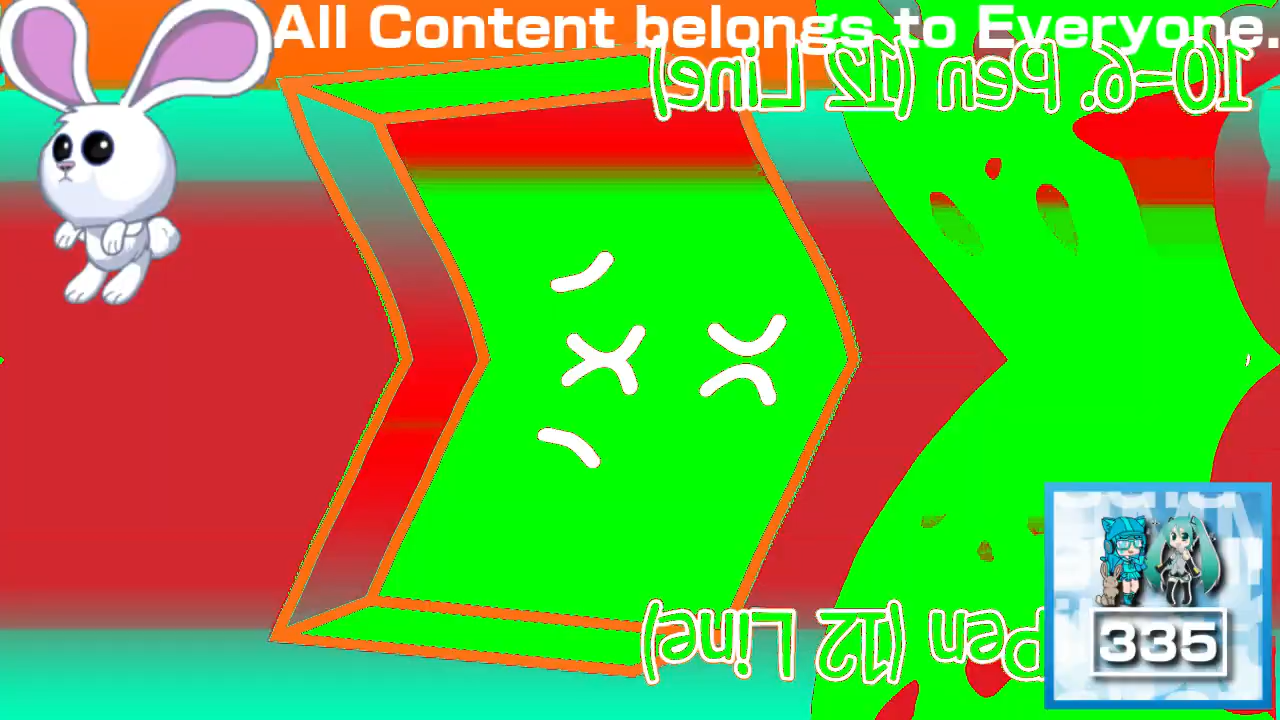 All Content belongs to Everyone.
10-6. Pen (12 Line)
Pen (12 Line)
335